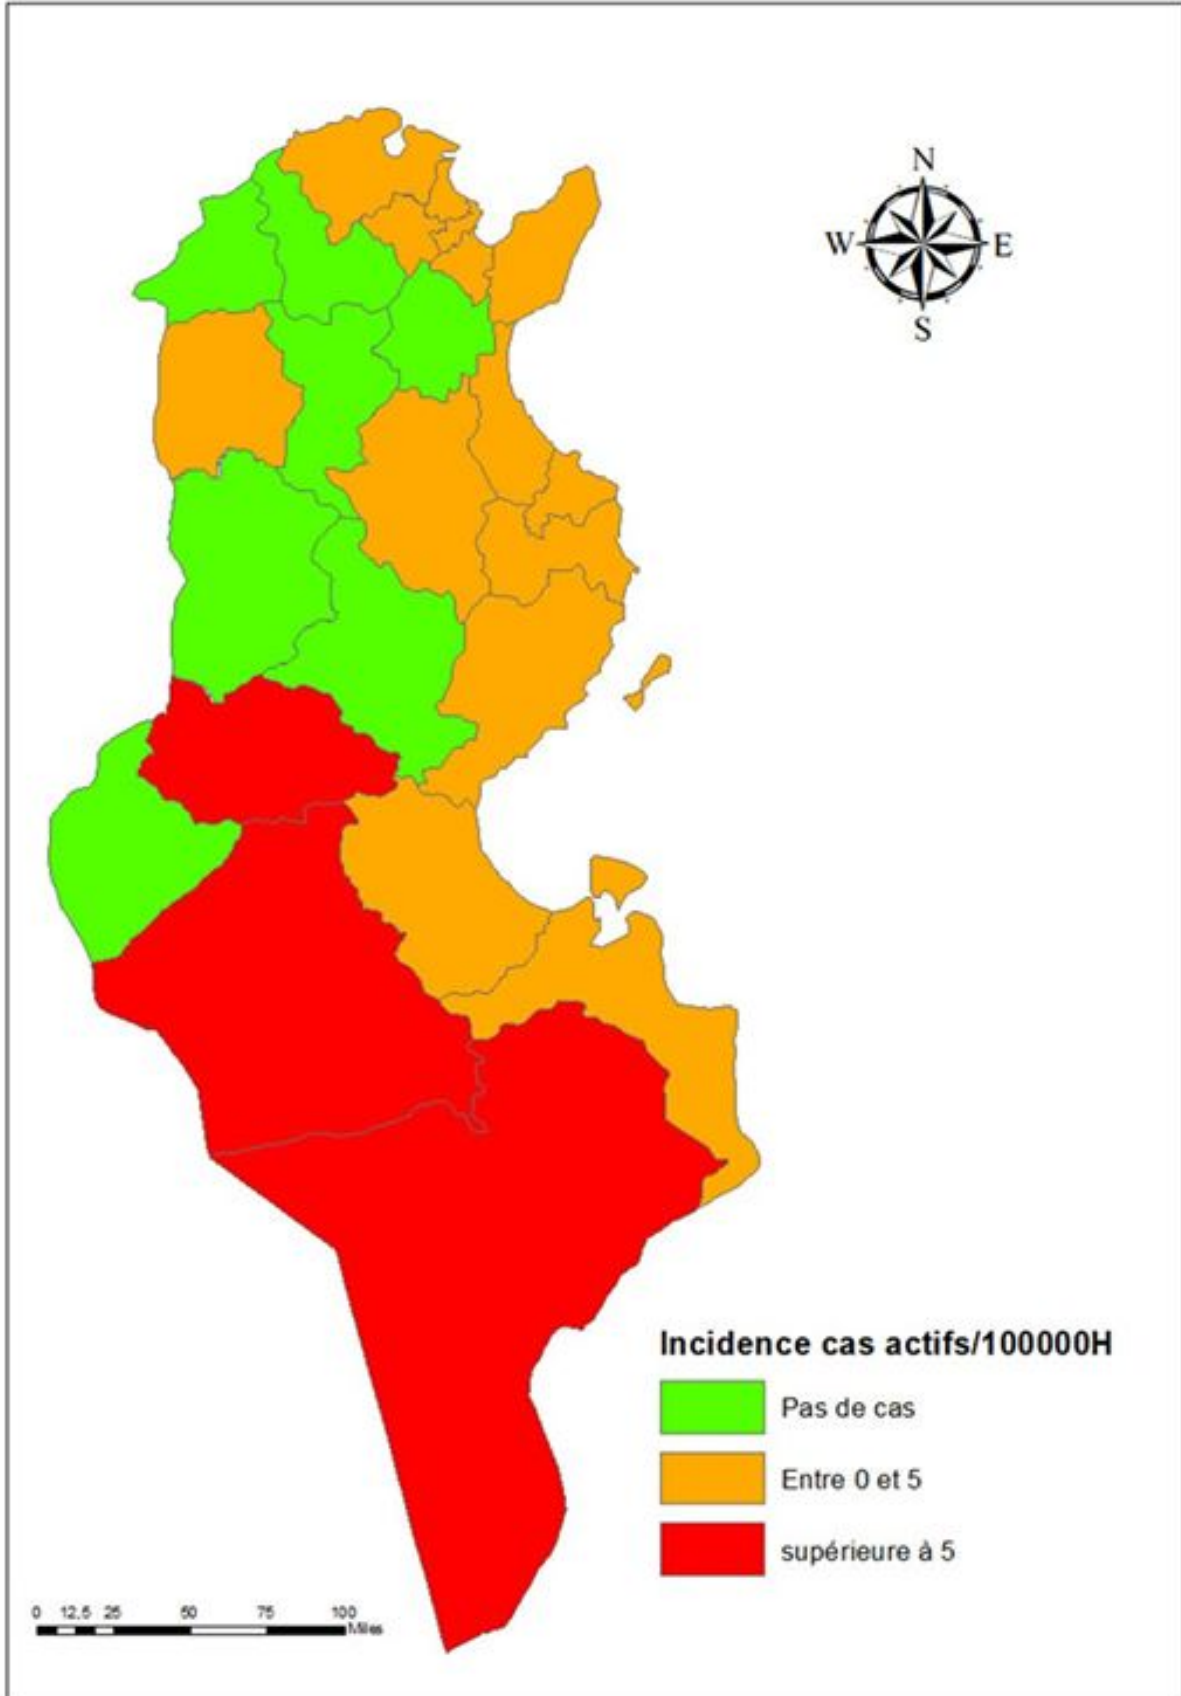 N
W E
S
Incidence cas actifs/100000H
Pas de cas
Entre 0 et 5
supérieure à 5
0 12,5 25 50 75 100
Miles